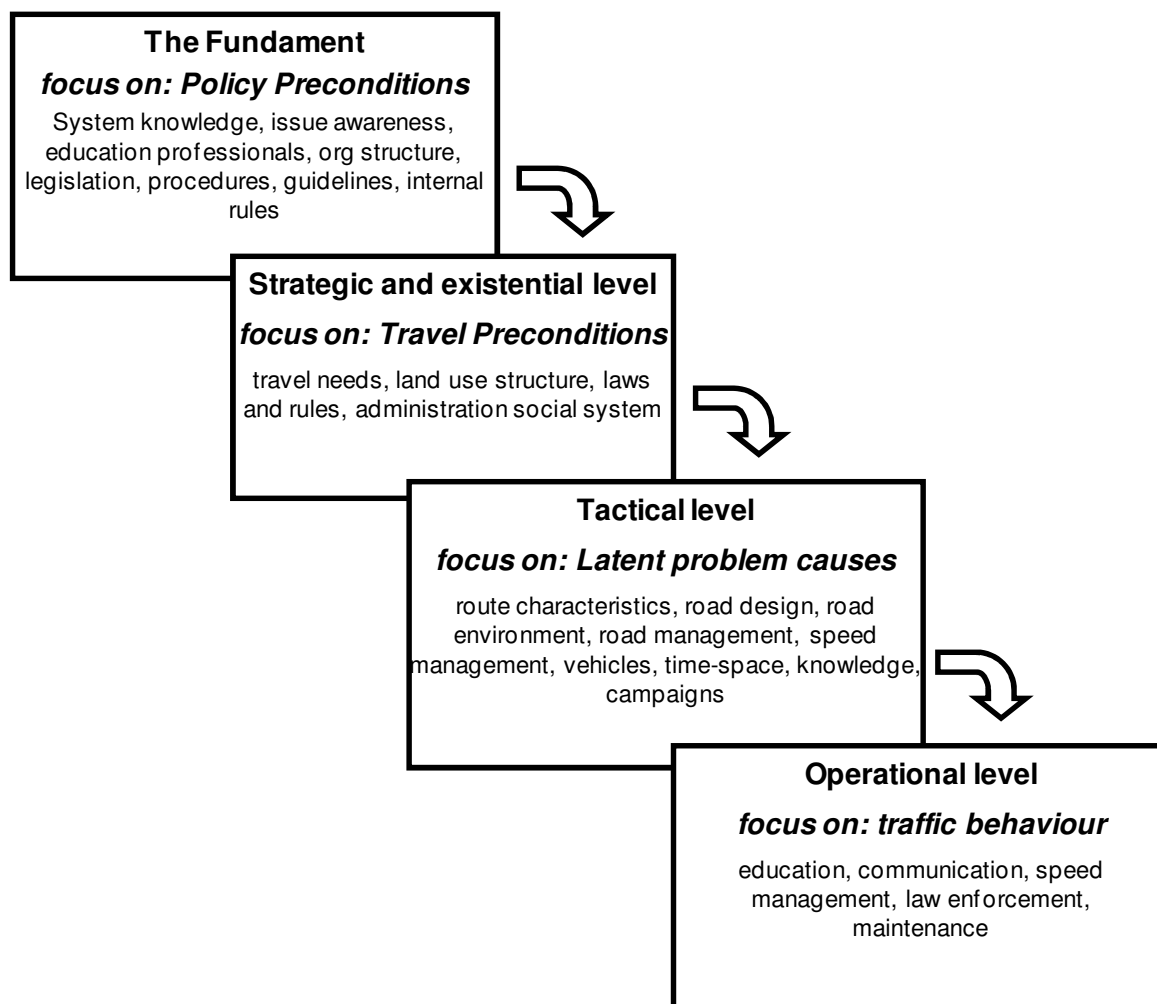 The Fundament
focus on: Policy Preconditions
System knowledge, issue awareness,
education professionals, org structure,
legislation, procedures, guidelines, internal
rules
Strategic and existential level
focus on: Travel Preconditions
travel needs, land use structure, laws
and rules, administration social system
Tactical level
focus on: Latent problem causes
route characteristics, road design, road
environment, road management, speed
management, vehicles, time-space, knowledge,
campaigns
Operational level
focus on: traffic behaviour
education, communication, speed
management, law enforcement,
maintenance